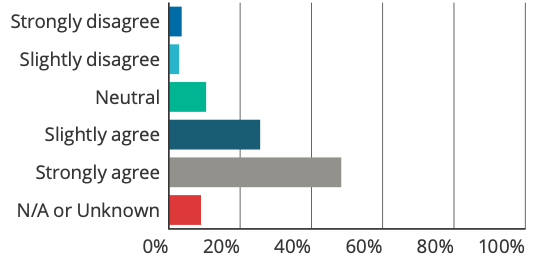 Strongly disagree
Slightly disagree
Neutral
Slightly agree
Strongly agree
N/A or Unknown
0% 20% 40% 60% 80% 100%